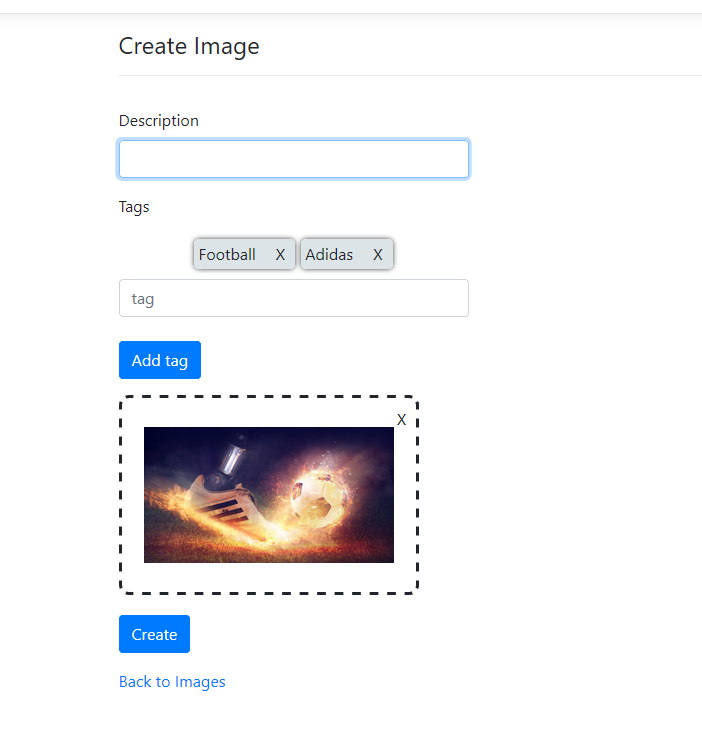 Create Image
Description
Tags
Football X Adidas X
tag
Add tag
X
Create
Back to Images